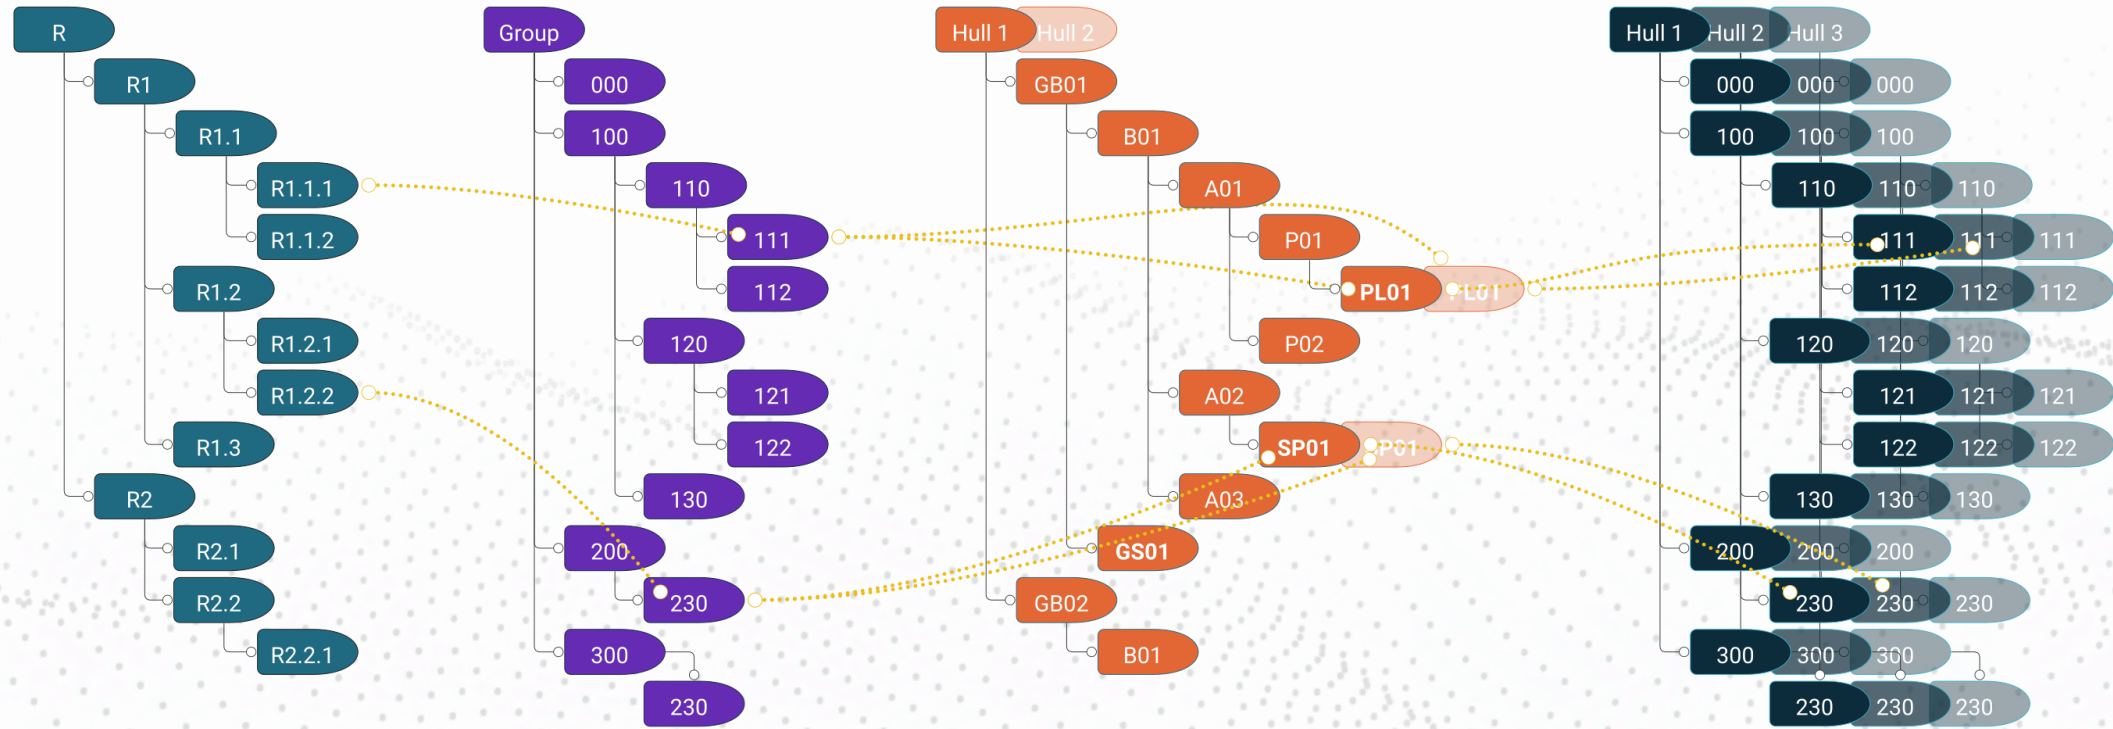 R
R1
R1.1
R1.1.1
R1.1.2
R1.2
R1.2.1
R1.2.2
R1.3
R2
R2.1
R2.2
R2.2.1
Group
000
100
110
111
112
120
121
122
130
200
230
300
230
Hull 1 Hull 2
GB01
B01
A01
P01
PL01 PL01
P02
A02
SP01 P01
A03
GS01
GB02
B01
Hull 1 Hull 2 Hull 3
000 000 000
100 100 100
110 110 110
111 111 111
112 112 112
120 120 120
121 121 121
122 122 122
130 130 130
200 200 200
230 230 230
300 300 300
230 230 230